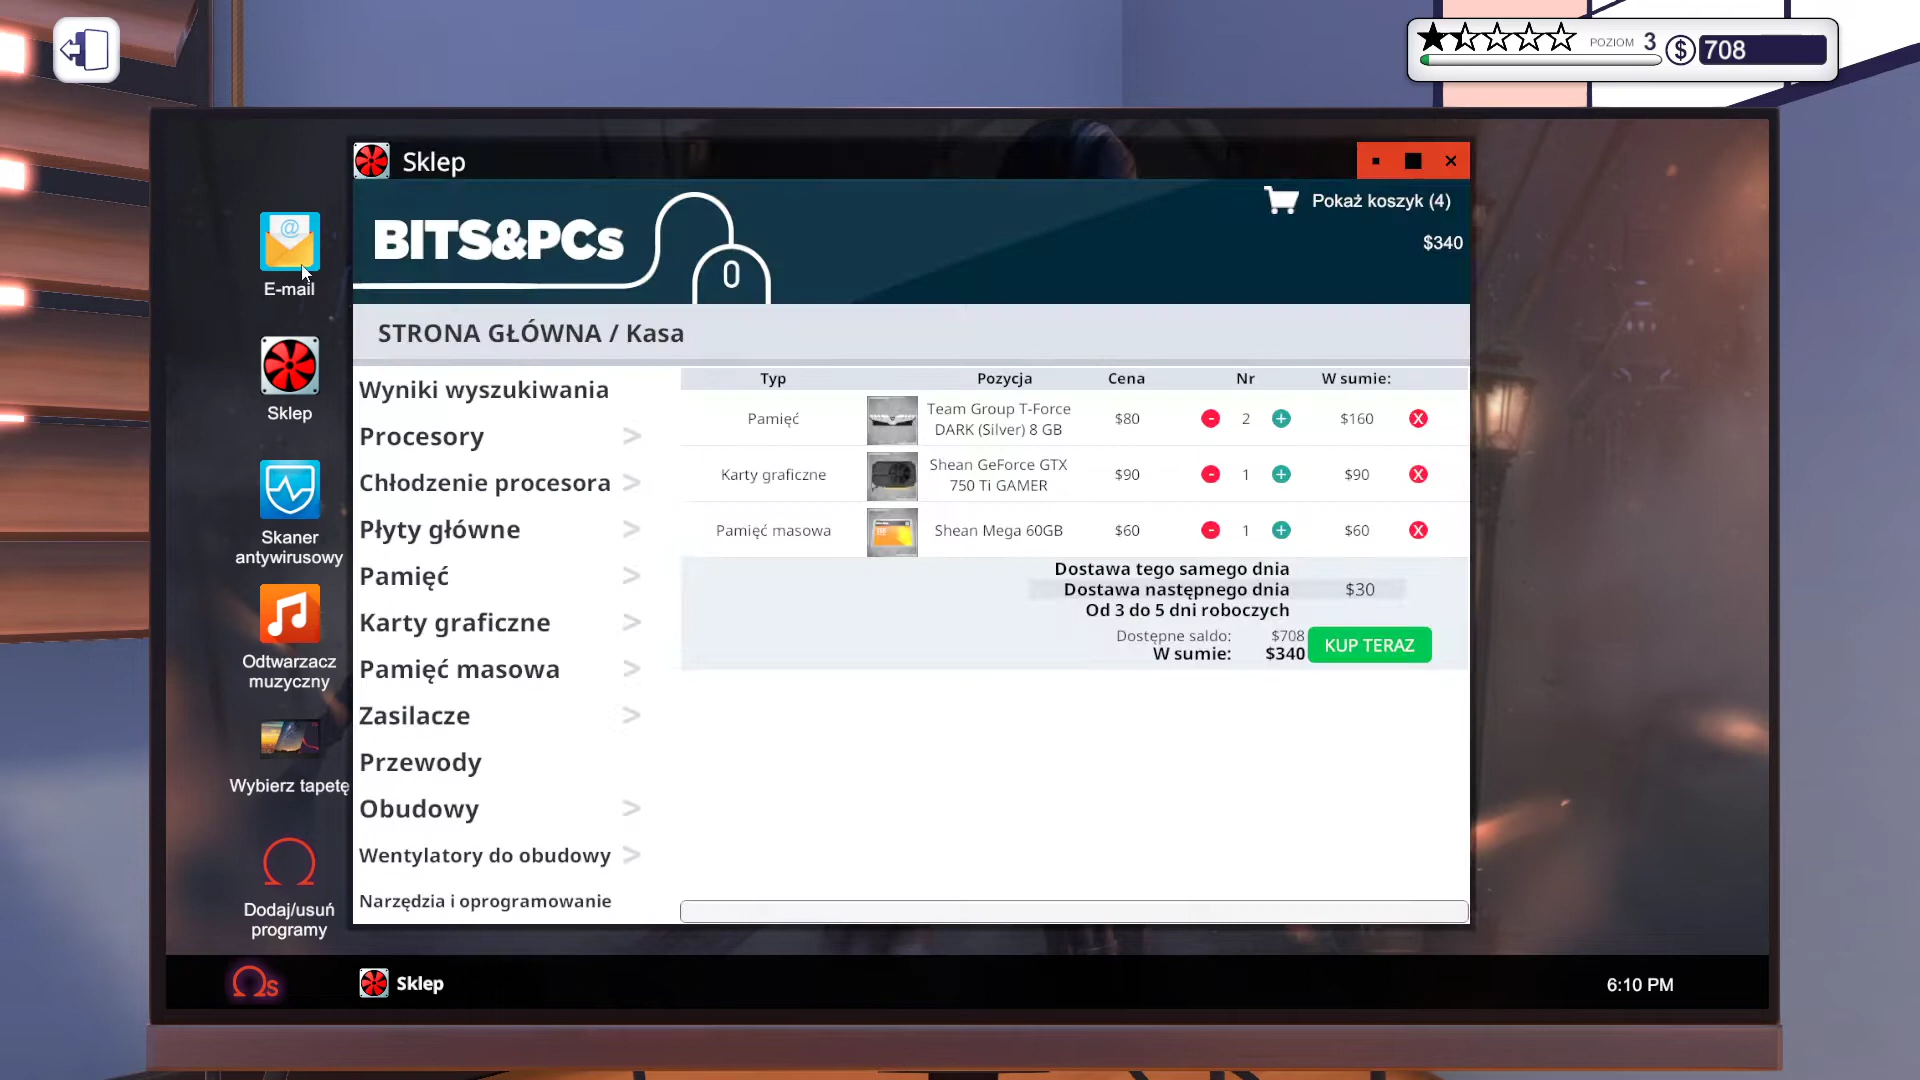 POZIOM 3 $ 708
Sklep
BITS&PCs
Pokaż koszyk (4)
$340
STRONA GŁÓWNA / Kasa
E-mail
Sklep
Skaner
antywirusowy
Odtwarzacz
muzyczny
Wybierz tapetę
Dodaj/usuń
programy
Wyniki wyszukiwania
Procesory >
Chłodzenie procesora >
Płyty główne >
Pamięć >
Karty graficzne >
Pamięć masowa >
Zasilacze >
Przewody
Obudowy >
Wentylatory do obudowy >
Narzędzia i oprogramowanie
Typ Pozycja Cena Nr W sumie:
Pamięć Team Group T-Force DARK (Silver) 8 GB $80 - 2 + $160 X
Karty graficzne Shean GeForce GTX 750 Ti GAMER $90 - 1 + $90 X
Pamięć masowa Shean Mega 60GB $60 - 1 + $60 X
Dostawa tego samego dnia
Dostawa następnego dnia $30
Od 3 do 5 dni roboczych
Dostępne saldo: $708
W sumie: $340
KUP TERAZ
Ωs Sklep 6:10 PM